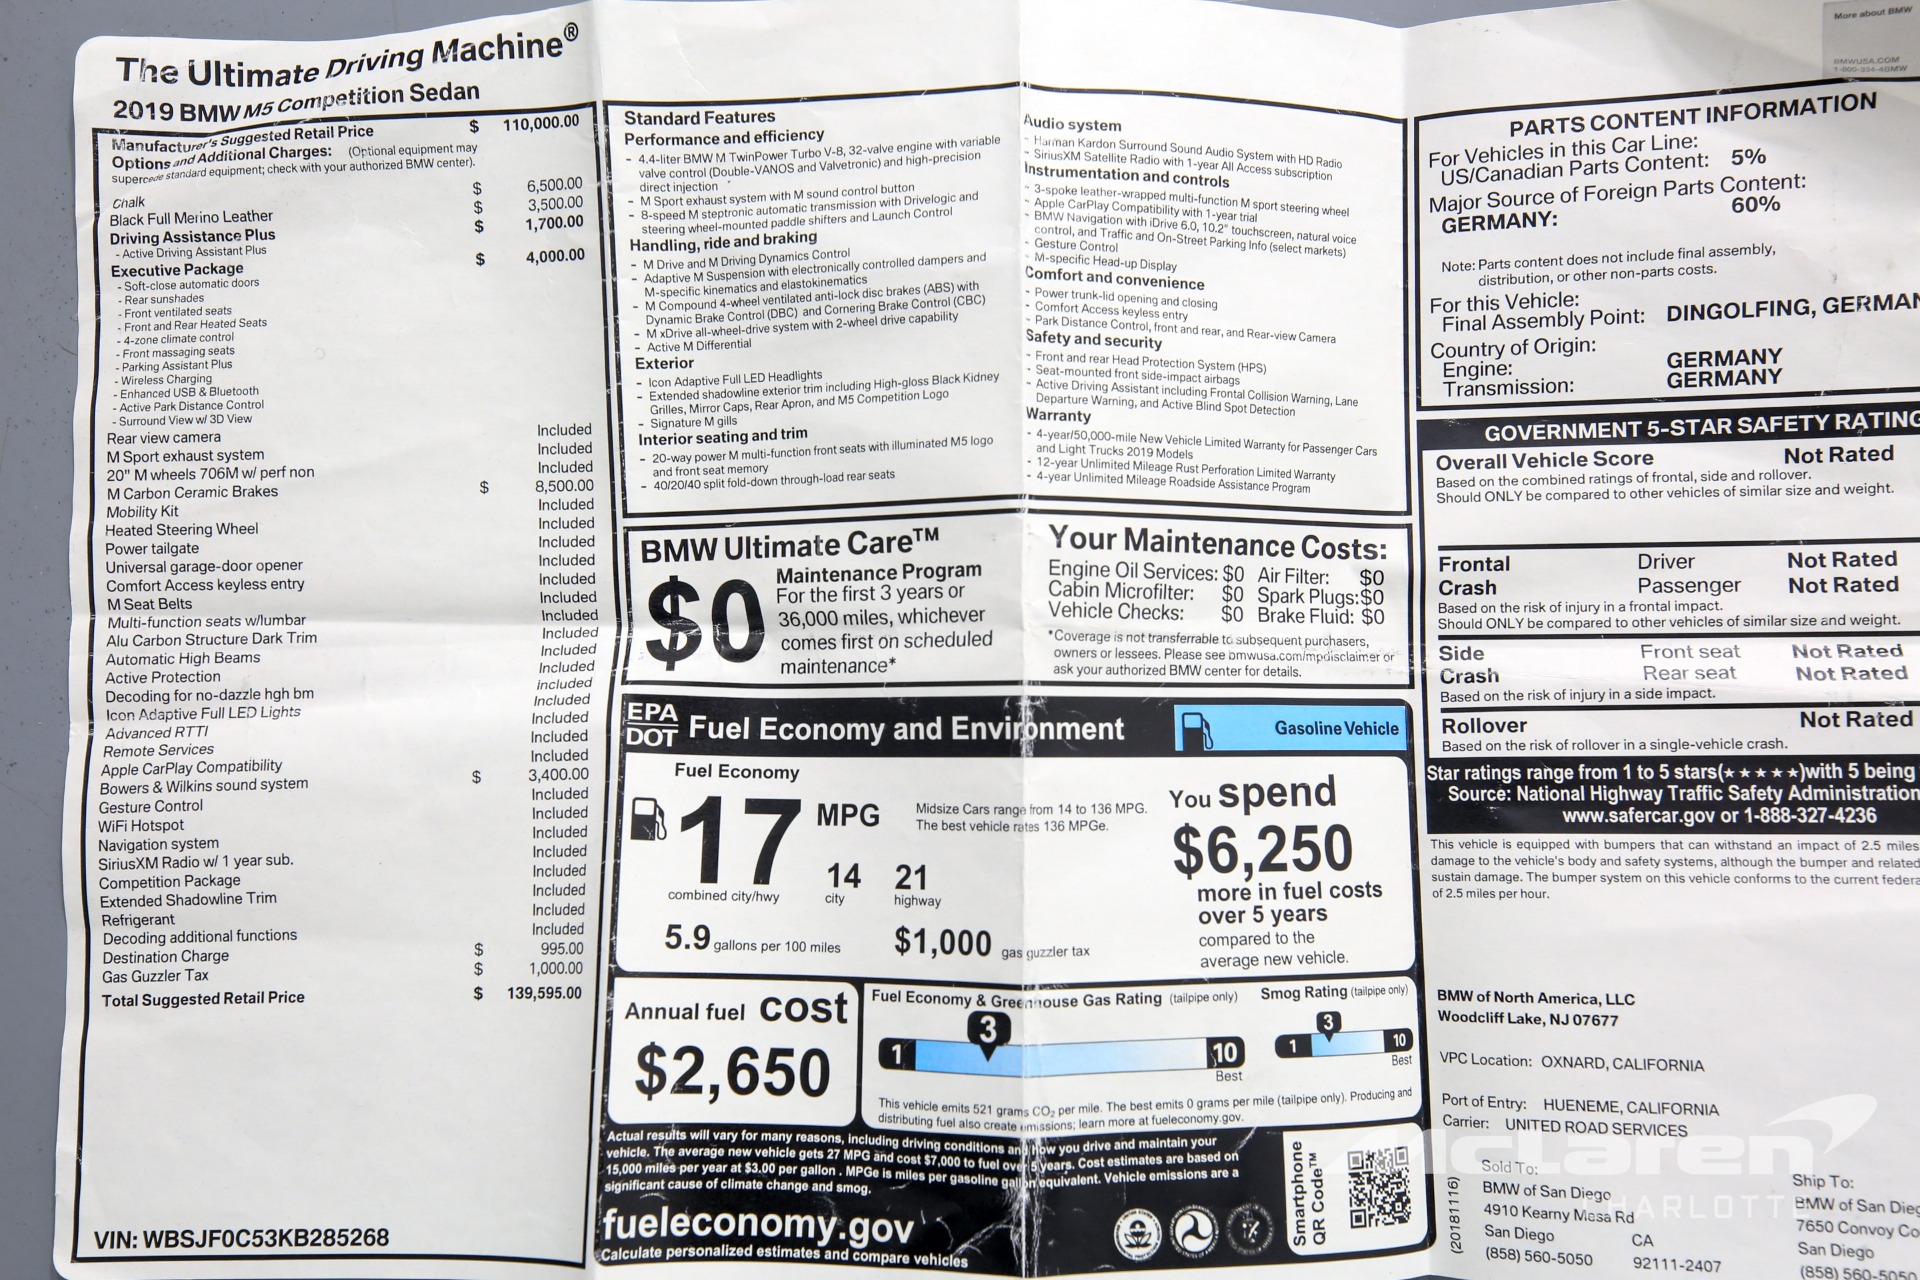 The Ultimate Driving Machine®
2019 BMW M5 Competition Sedan
Manufacturer's Suggested Retail Price $ 110,000.00
Options and Additional Charges: (Optional equipment may
supercede standard equipment; check with your authorized BMW center).
Chalk $ 6,500.00
Black Full Merino Leather $ 3,500.00
Driving Assistance Plus $ 1,700.00
- Active Driving Assistant Plus
Executive Package $ 4,000.00
- Soft-close automatic doors
- Rear sunshades
- Front ventilated seats
- Front and Rear Heated Seats
- 4-zone climate control
- Front massaging seats
- Parking Assistant Plus
- Wireless Charging
- Enhanced USB & Bluetooth
- Active Park Distance Control
- Surround View w/ 3D View
Rear view camera Included
M Sport exhaust system Included
20" M wheels 706M w/ perf non Included
M Carbon Ceramic Brakes $ 8,500.00
Mobility Kit Included
Heated Steering Wheel Included
Power tailgate Included
Universal garage-door opener Included
Comfort Access keyless entry Included
M Seat Belts Included
Multi-function seats w/lumbar Included
Alu Carbon Structure Dark Trim Included
Automatic High Beams Included
Active Protection Included
Decoding for no-dazzle hgh bm Included
Icon Adaptive Full LED Lights Included
Advanced RTTI Included
Remote Services Included
Apple CarPlay Compatibility Included
Bowers & Wilkins sound system $ 3,400.00
Gesture Control Included
WiFi Hotspot Included
Navigation system Included
SiriusXM Radio w/ 1 year sub. Included
Competition Package Included
Extended Shadowline Trim Included
Refrigerant Included
Decoding additional functions Included
Destination Charge $ 995.00
Gas Guzzler Tax $ 1,000.00
Total Suggested Retail Price $ 139,595.00
VIN: WBSJF0C53KB285268
Standard Features
Performance and efficiency
- 4.4-liter BMW M TwinPower Turbo V-8, 32-valve engine with variable
valve control (Double-VANOS and Valvetronic) and high-precision
direct injection
- M Sport exhaust system with M sound control button
- 8-speed M steptronic automatic transmission with Drivelogic and
steering wheel-mounted paddle shifters and Launch Control
Handling, ride and braking
- M Drive and M Driving Dynamics Control
- Adaptive M Suspension with electronically controlled dampers and
M-specific kinematics and elastokinematics
- M Compound 4-wheel ventilated anti-lock disc brakes (ABS) with
Dynamic Brake Control (DBC) and Cornering Brake Control (CBC)
- M xDrive all-wheel-drive system with 2-wheel drive capability
- Active M Differential
Exterior
- Icon Adaptive Full LED Headlights
- Extended shadowline exterior trim including High-gloss Black Kidney
Grilles, Mirror Caps, Rear Apron, and M5 Competition Logo
- Signature M gills
Interior seating and trim
- 20-way power M multi-function front seats with illuminated M5 logo
and front seat memory
- 40/20/40 split fold-down through-load rear seats
Audio system
- Harman Kardon Surround Sound Audio System with HD Radio
- SiriusXM Satellite Radio with 1-year All Access subscription
Instrumentation and controls
- 3-spoke leather-wrapped multi-function M sport steering wheel
- Apple CarPlay Compatibility with 1-year trial
- BMW Navigation with iDrive 6.0, 10.2" touchscreen, natural voice
control, and Traffic and On-Street Parking Info (select markets)
- Gesture Control
- M-specific Head-up Display
Comfort and convenience
- Power trunk-lid opening and closing
- Comfort Access keyless entry
- Park Distance Control, front and rear, and Rear-view Camera
Safety and security
- Front and rear Head Protection System (HPS)
- Seat-mounted front side-impact airbags
- Active Driving Assistant including Frontal Collision Warning, Lane
Departure Warning, and Active Blind Spot Detection
Warranty
- 4-year/50,000-mile New Vehicle Limited Warranty for Passenger Cars
and Light Trucks 2019 Models
- 12-year Unlimited Mileage Rust Perforation Limited Warranty
- 4-year Unlimited Mileage Roadside Assistance Program
BMW Ultimate Care™
$0
Maintenance Program
For the first 3 years or
36,000 miles, whichever
comes first on scheduled
maintenance*
Your Maintenance Costs:
Engine Oil Services: $0 Air Filter: $0
Cabin Microfilter: $0 Spark Plugs: $0
Vehicle Checks: $0 Brake Fluid: $0
*Coverage is not transferrable to subsequent purchasers,
owners or lessees. Please see bmwusa.com/mpdisclaimer or
ask your authorized BMW center for details.
EPA
DOT Fuel Economy and Environment
Gasoline Vehicle
Fuel Economy
17 MPG
combined city/hwy
14
city
21
highway
Midsize Cars range from 14 to 136 MPG.
The best vehicle rates 136 MPGe.
5.9 gallons per 100 miles
$1,000 gas guzzler tax
You spend
$6,250
more in fuel costs
over 5 years
compared to the
average new vehicle.
Annual fuel cost
$2,650
Fuel Economy & Greenhouse Gas Rating (tailpipe only)
3
1 10
Best
Smog Rating (tailpipe only)
3
1 10
Best
This vehicle emits 521 grams CO2 per mile. The best emits 0 grams per mile (tailpipe only). Producing and
distributing fuel also create emissions; learn more at fueleconomy.gov.
Actual results will vary for many reasons, including driving conditions and how you drive and maintain your
vehicle. The average new vehicle gets 27 MPG and cost $7,000 to fuel over 5 years. Cost estimates are based on
15,000 miles per year at $3.00 per gallon . MPGe is miles per gasoline gallon equivalent. Vehicle emissions are a
significant cause of climate change and smog.
fueleconomy.gov
Calculate personalized estimates and compare vehicles
Smartphone
QR Code™
More about BMW
BMWUSA.COM
1-800-334-4BMW
PARTS CONTENT INFORMATION
For Vehicles in this Car Line:
US/Canadian Parts Content: 5%
Major Source of Foreign Parts Content:
GERMANY: 60%
Note: Parts content does not include final assembly,
distribution, or other non-parts costs.
For this Vehicle:
Final Assembly Point: DINGOLFING, GERMAN
Country of Origin:
Engine: GERMANY
Transmission: GERMANY
GOVERNMENT 5-STAR SAFETY RATING
Overall Vehicle Score Not Rated
Based on the combined ratings of frontal, side and rollover.
Should ONLY be compared to other vehicles of similar size and weight.
Frontal Driver Not Rated
Crash Passenger Not Rated
Based on the risk of injury in a frontal impact.
Should ONLY be compared to other vehicles of similar size and weight.
Side Front seat Not Rated
Crash Rear seat Not Rated
Based on the risk of injury in a side impact.
Rollover Not Rated
Based on the risk of rollover in a single-vehicle crash.
Star ratings range from 1 to 5 stars(★★★★★)with 5 being
Source: National Highway Traffic Safety Administration
www.safercar.gov or 1-888-327-4236
This vehicle is equipped with bumpers that can withstand an impact of 2.5 miles
damage to the vehicle's body and safety systems, although the bumper and related
sustain damage. The bumper system on this vehicle conforms to the current federa
of 2.5 miles per hour.
BMW of North America, LLC
Woodcliff Lake, NJ 07677
VPC Location: OXNARD, CALIFORNIA
Port of Entry: HUENEME, CALIFORNIA
Carrier: UNITED ROAD SERVICES
(20181116)
Sold To:
BMW of San Diego
4910 Kearny Mesa Rd
San Diego CA
(858) 560-5050 92111-2407
Ship To:
BMW of San Dieg
7650 Convoy Co
San Diego
(858) 560-5050
McLaren
CHARLOTTE